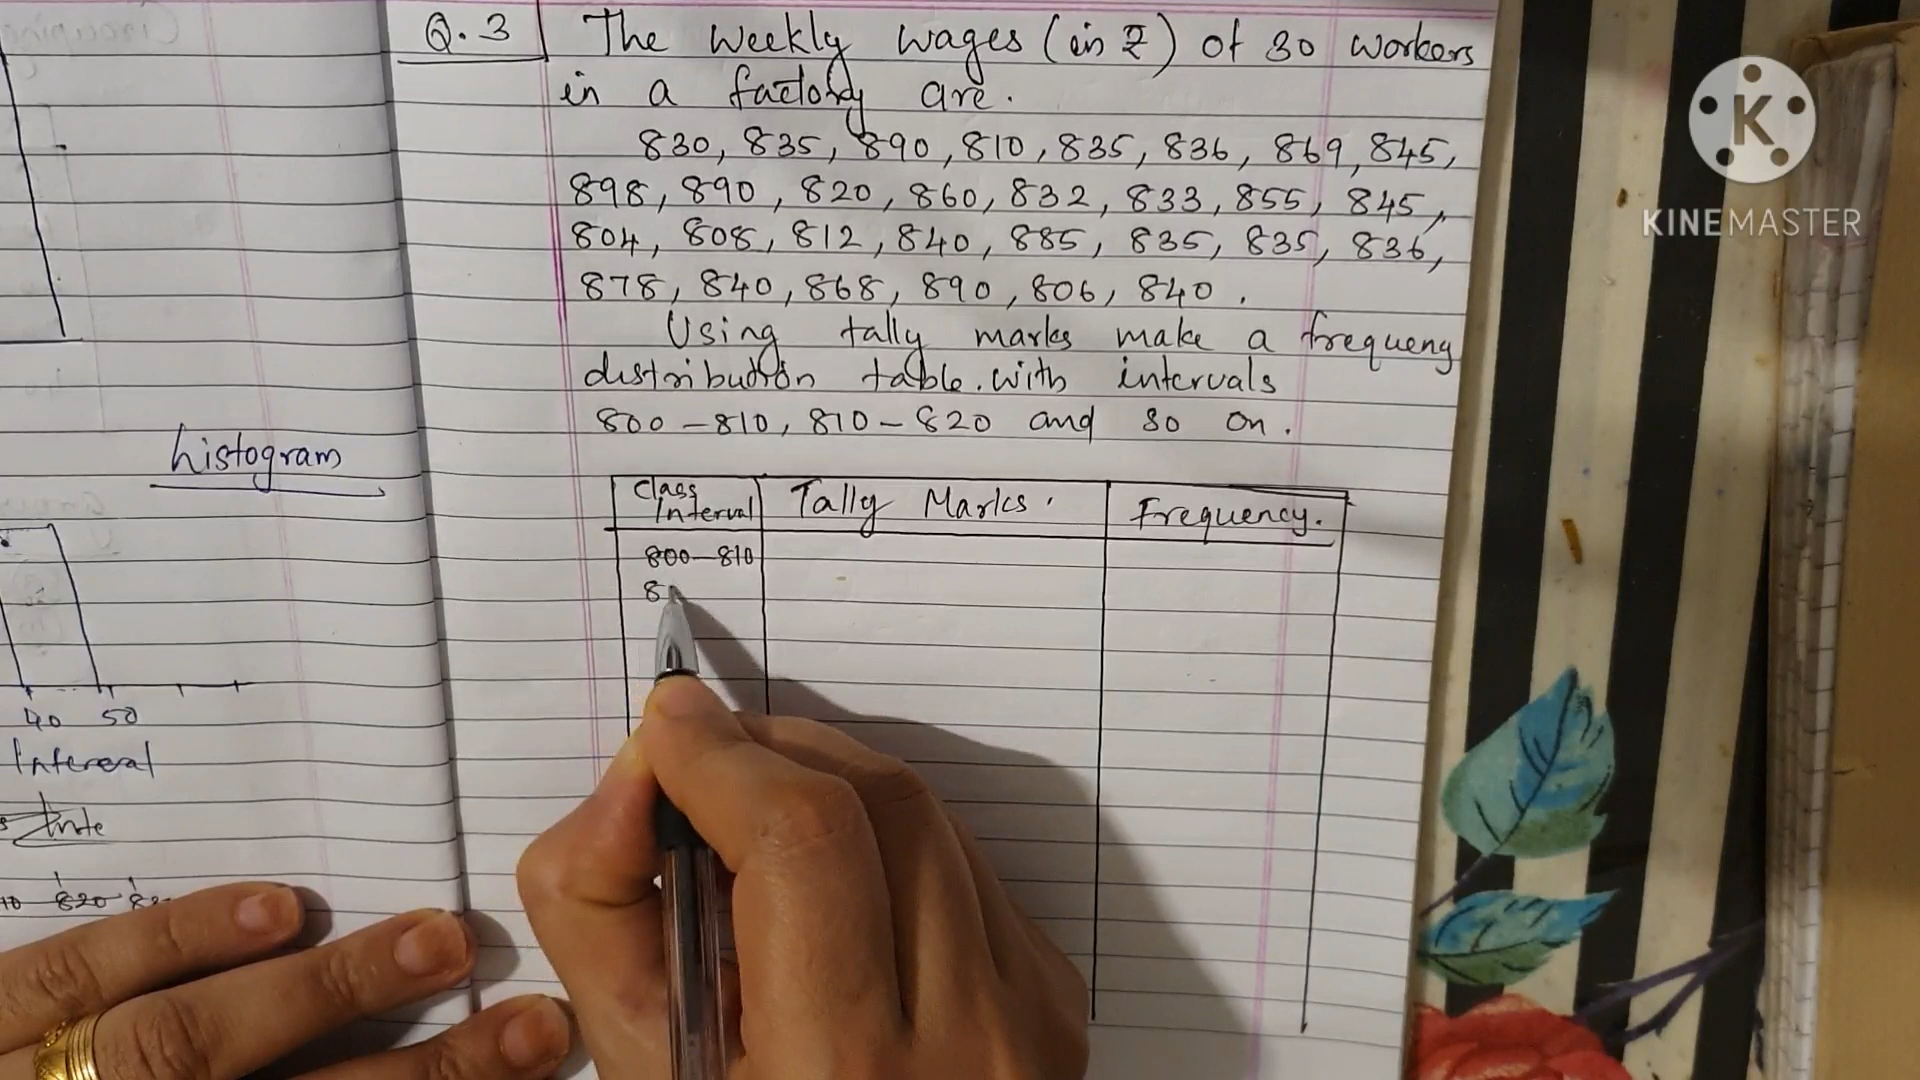 Q.3 The weekly wages (in ₹) of 30 workers
in a factory are.
830, 835, 890, 810, 835, 836, 869, 845,
898, 890, 820, 860, 832, 833, 855, 845,
804, 808, 812, 840, 885, 835, 835, 836,
878, 840, 868, 890, 806, 840.
Using tally marks make a frequency
distribution table. with intervals
800 - 810, 810 - 820 and so on.
Class Interval Tally Marks. Frequency.
800-810
8
histogram
40 50
820
K
KINEMASTER